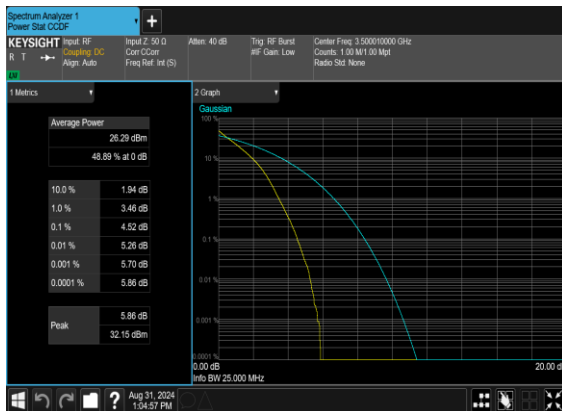 Spectrum Analyzer 1
Power Stat CCDF
KEYSIGHT
R T
LXI
Input: RF
Coupling: DC
Align: Auto
Input Z: 50 Ω
Corr CCorr
Freq Ref: Int (S)
Atten: 40 dB
Trig: RF Burst
#IF Gain: Low
Center Freq: 3.500010000 GHz
Counts: 1.00 M/1.00 Mpt
Radio Std: None
1 Metrics
Average Power
26.29 dBm
48.89 % at 0 dB
10.0 % 1.94 dB
1.0 % 3.46 dB
0.1 % 4.52 dB
0.01 % 5.26 dB
0.001 % 5.70 dB
0.0001 % 5.86 dB
Peak
5.86 dB
32.15 dBm
2 Graph
Gaussian
100 %
10 %
1 %
0.1 %
0.01 %
0.001 %
0.0001 %
0.00 dB
20.00 d
Info BW 25.000 MHz
?
Aug 31, 2024
1:04:57 PM